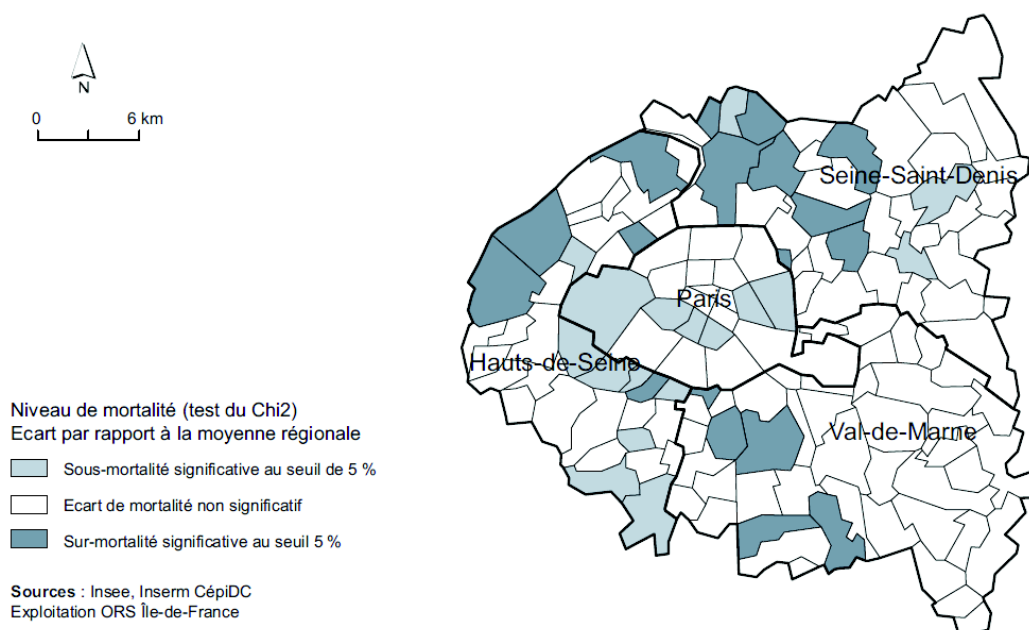 N
0 6 km
Seine-Saint-Denis
Paris
Hauts-de-Seine
Val-de-Marne
Niveau de mortalité (test du Chi2)
Ecart par rapport à la moyenne régionale
Sous-mortalité significative au seuil de 5 %
Ecart de mortalité non significatif
Sur-mortalité significative au seuil 5 %
Sources : Insee, Inserm CépiDC
Exploitation ORS Île-de-France